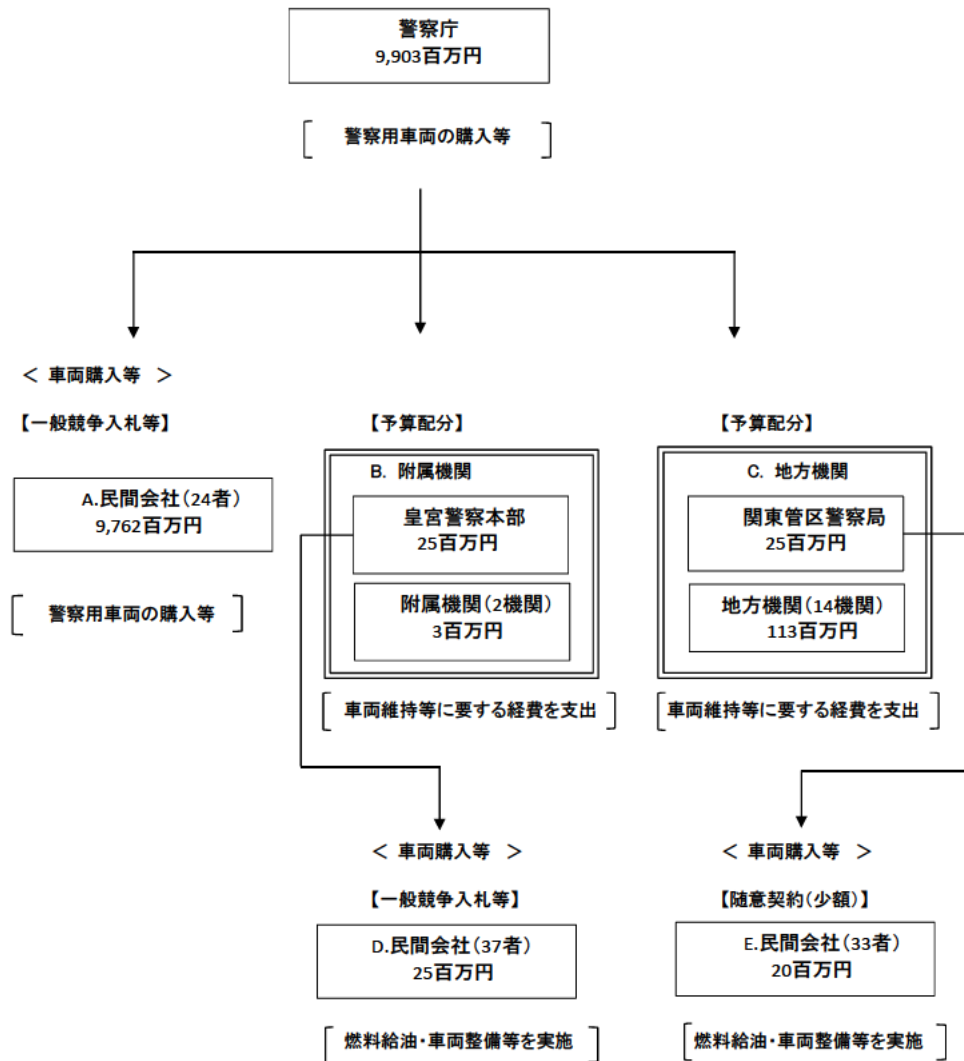 警察庁
9,903百万円
警察用車両の購入等
＜ 車両購入等 ＞
【一般競争入札等】
A.民間会社（24者）
9,762百万円
警察用車両の購入等
【予算配分】
B. 附属機関
皇宮警察本部
25百万円
附属機関（2機関）
3百万円
車両維持等に要する経費を支出
【予算配分】
C. 地方機関
関東管区警察局
25百万円
地方機関（14機関）
113百万円
車両維持等に要する経費を支出
＜ 車両購入等 ＞
【一般競争入札等】
D.民間会社（37者）
25百万円
燃料給油・車両整備等を実施
＜ 車両購入等 ＞
【随意契約（少額）】
E.民間会社（33者）
20百万円
燃料給油・車両整備等を実施